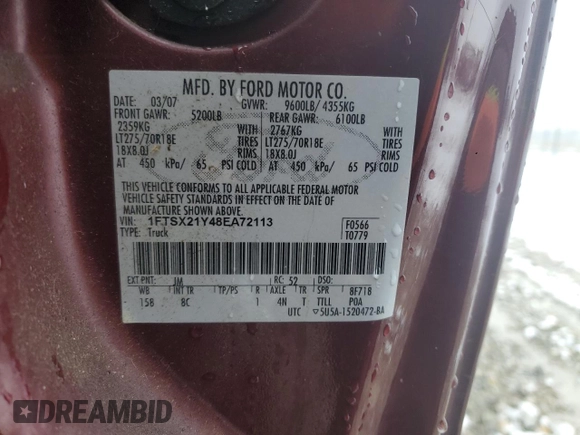 MFD. BY FORD MOTOR CO.
DATE: 03/07 GVWR: 9600LB/ 4355KG
FRONT GAWR: 5200LB REAR GAWR: 6100LB
2359KG WITH 2767KG WITH
LT275/70R18E TIRES LT275/70R18E TIRES
18X8.0J RIMS 18X8.0J RIMS
AT 450 kPa/ 65 PSI COLD AT 450 kPa/ 65 PSI COLD
THIS VEHICLE CONFORMS TO ALL APPLICABLE FEDERAL MOTOR
VEHICLE SAFETY STANDARDS IN EFFECT ON THE DATE OF
MANUFACTURE SHOWN ABOVE.
VIN: 1FTSX21Y48EA72113 F0566
TYPE: Truck T0779
EXT PNT: JM RC: 52 DSO:
WB INT TR TP/PS R AXLE TR SPR 8F718
158 8C 1 4N T TTLL POA
UTC 5USA-1520472-BA
DREAMBID